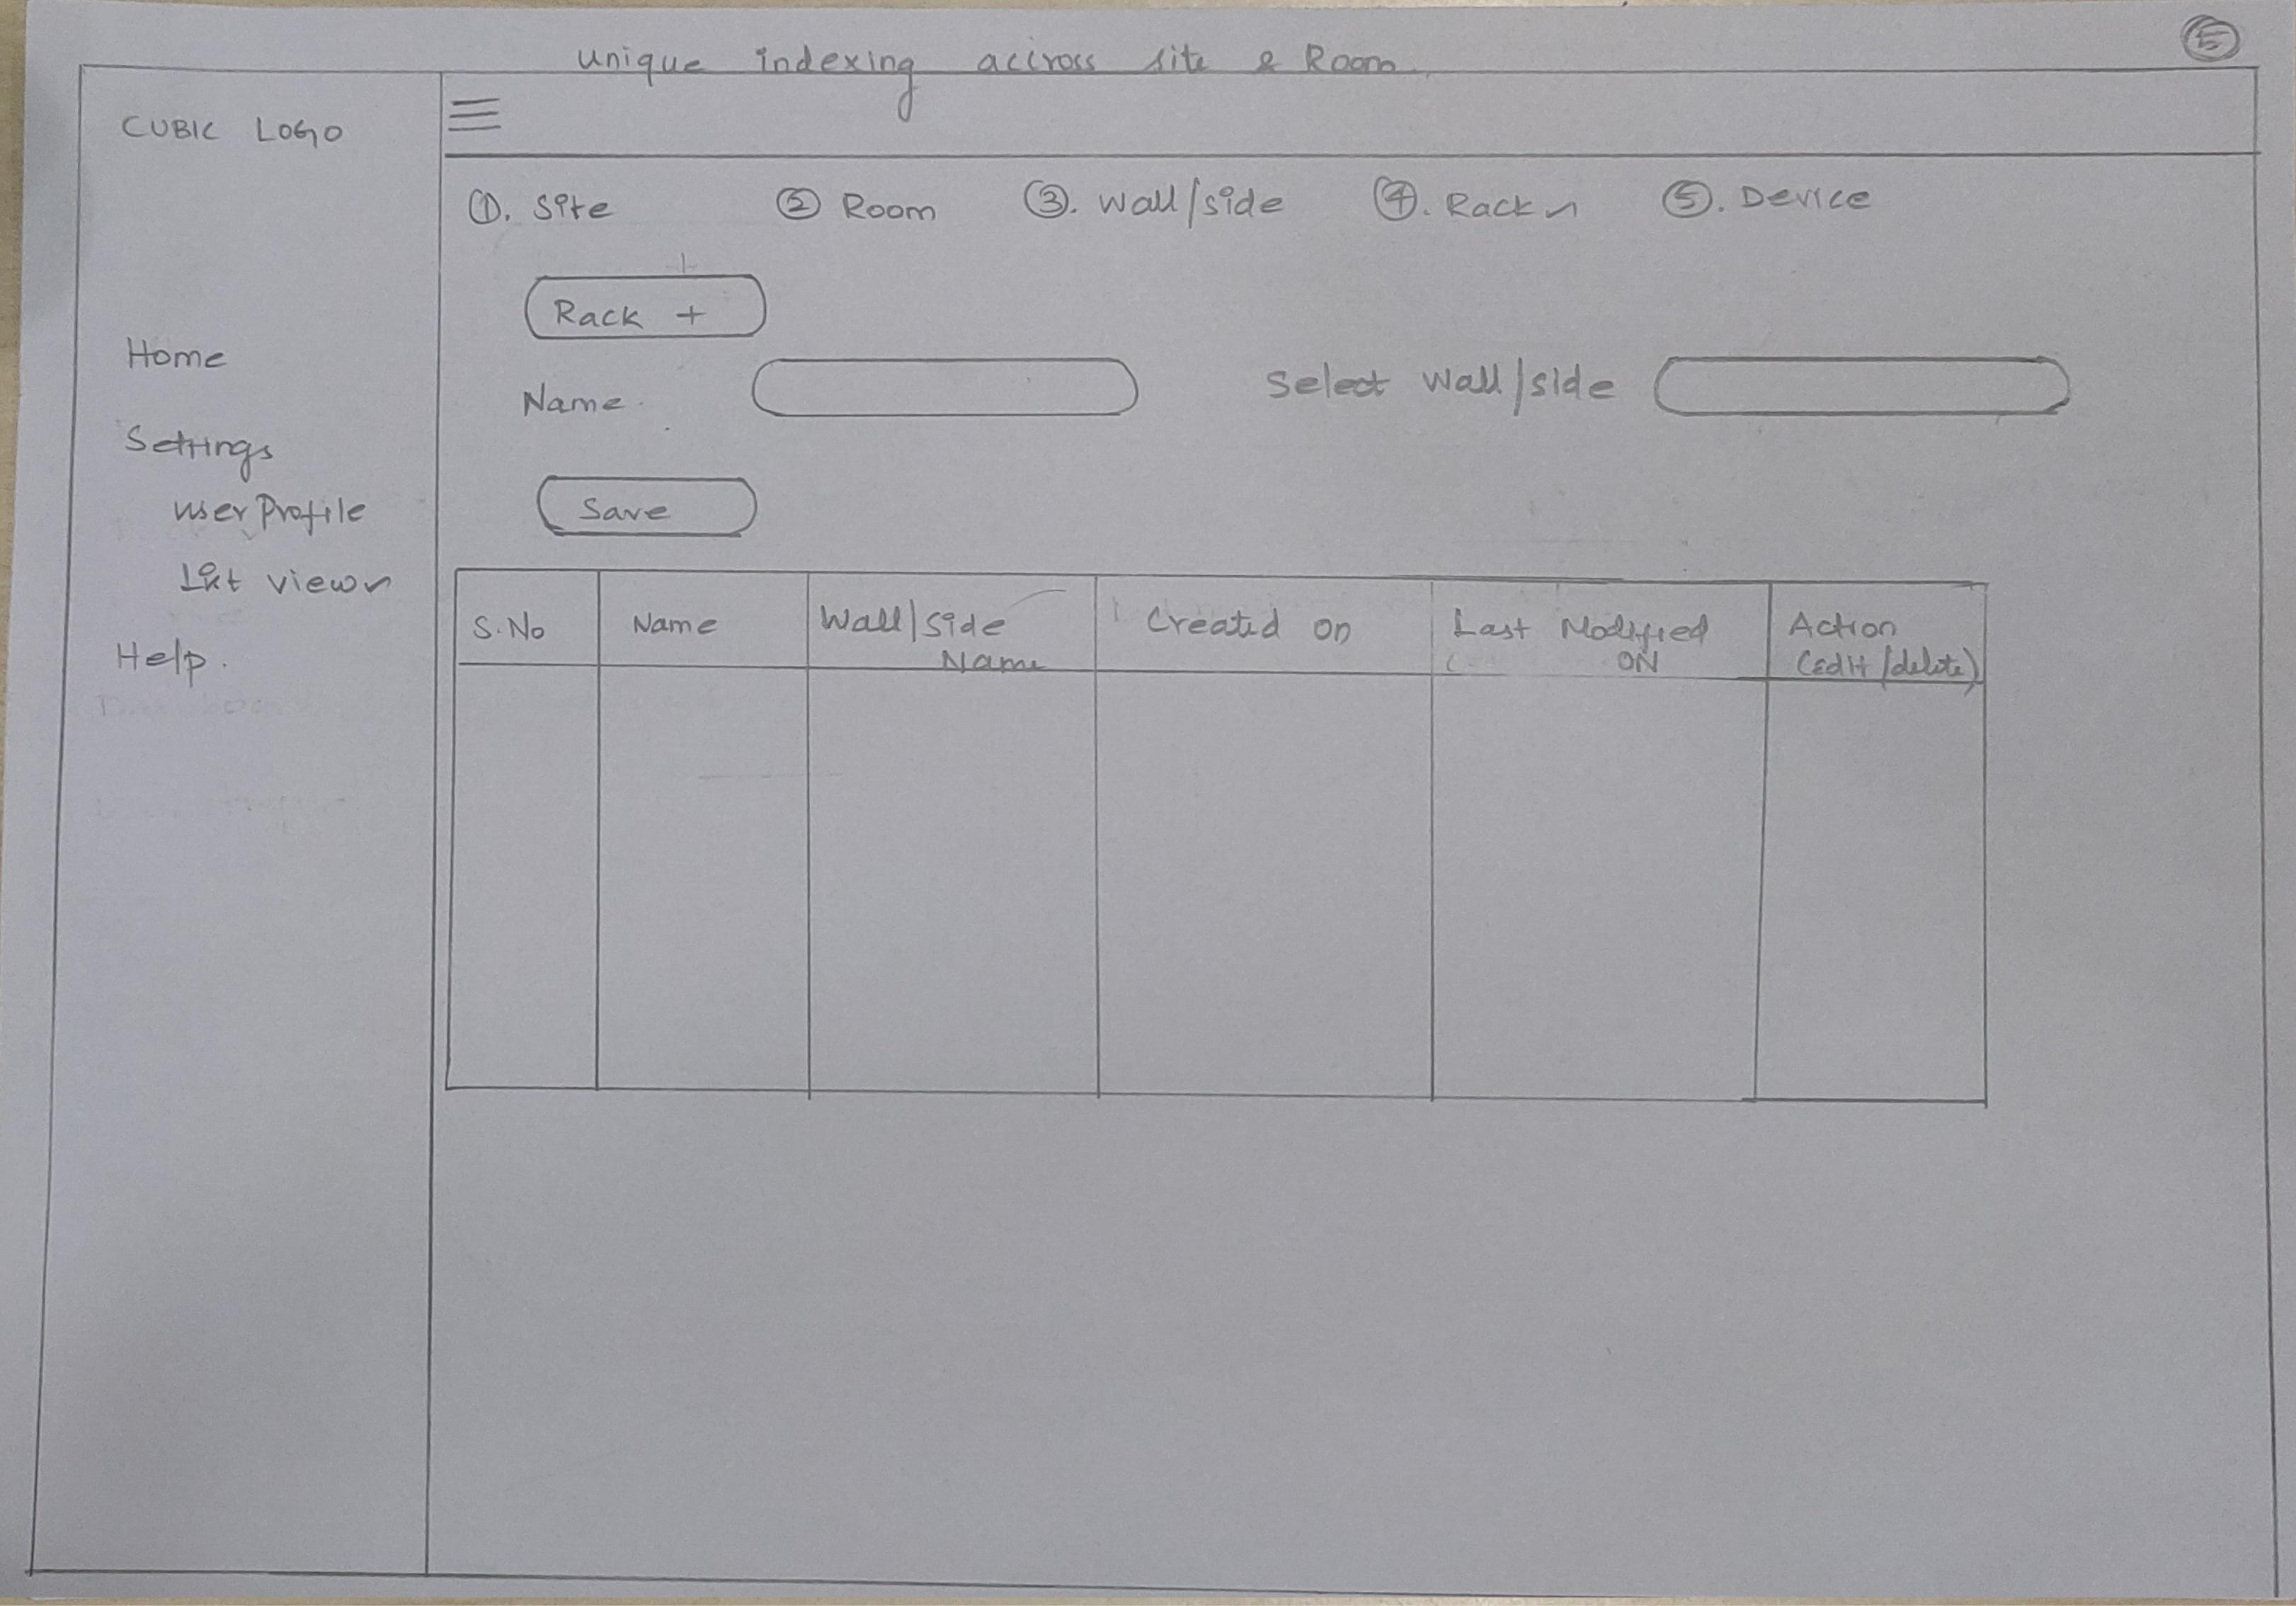 unique indexing accross site & Room
5
CUBIC LOGO
①. Site ② Room ③. Wall/side ④. Rack ⑤. Device
Rack +
Name. Select Wall/side
Save
Home
Settings
User Profile
List view
Help.
S.No Name Wall/Side Name Created On Last Modified ON Action (edit/delete)